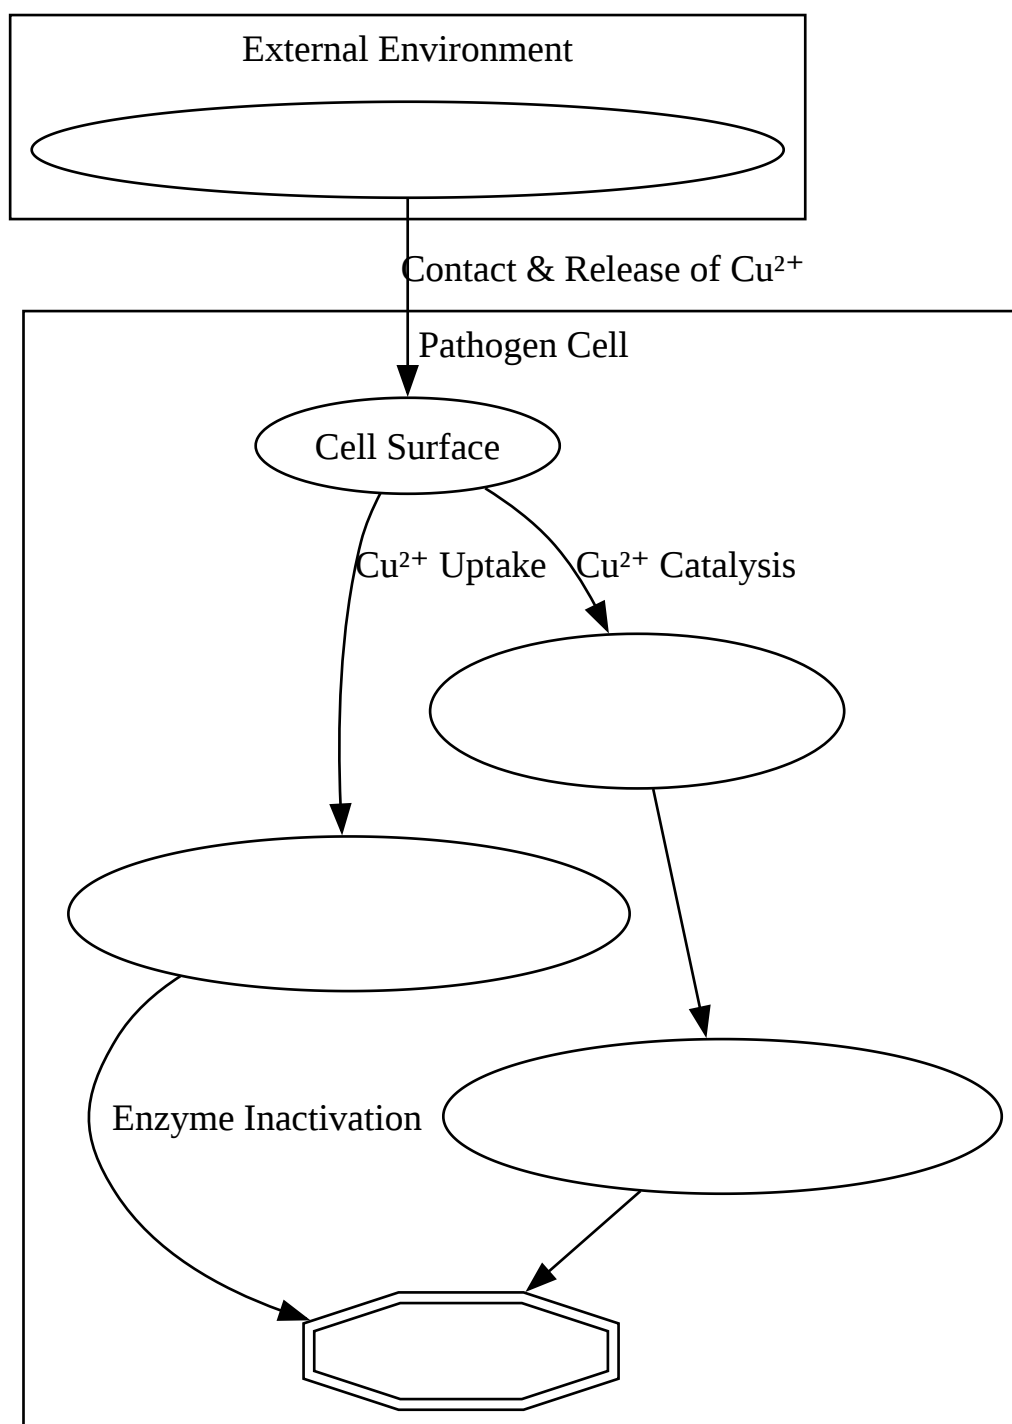 External Environment
Contact & Release of Cu²⁺
Pathogen Cell
Cell Surface
Cu²⁺ Uptake
Cu²⁺ Catalysis
Enzyme Inactivation